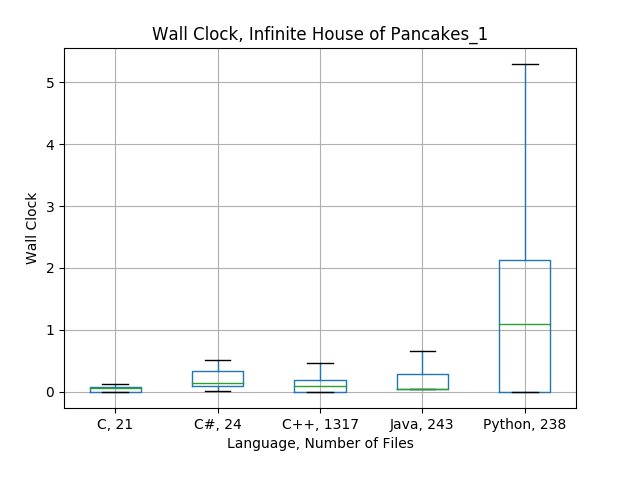 Wall Clock, Infinite House of Pancakes_1
Wall Clock
5
4
3
2
1
0
C, 21
C#, 24
C++, 1317
Java, 243
Python, 238
Language, Number of Files